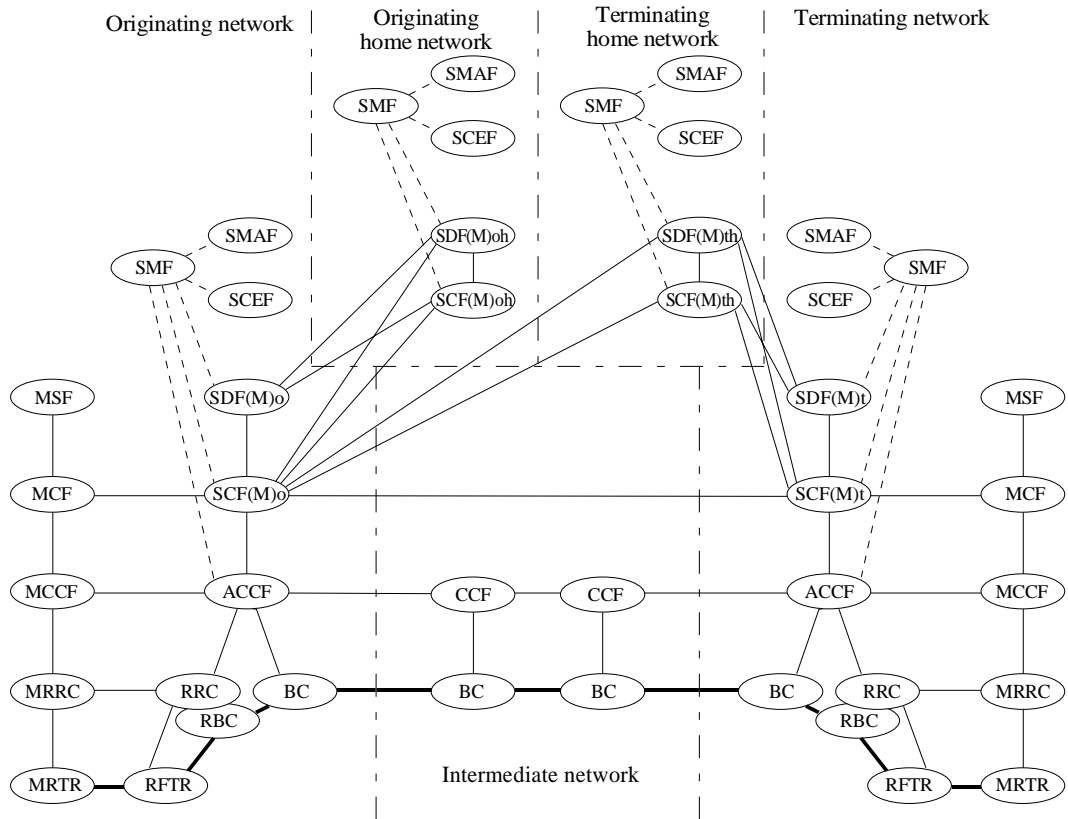 Originating network
Originating
home network
Terminating
home network
Terminating network
SMAF
SMF
SCEF
SMAF
SMF
SCEF
SMAF
SMF
SCEF
SDF(M)oh
SCF(M)oh
SDF(M)th
SCF(M)th
SMAF
SMF
SCEF
MSF
SDF(M)o
SDF(M)t
MSF
MCF
SCF(M)o
SCF(M)t
MCF
MCCF
ACCF
CCF
CCF
ACCF
MCCF
MRRC
RRC
BC
BC
BC
BC
RRC
MRRC
RBC
RBC
MRTR
RFTR
Intermediate network
RFTR
MRTR